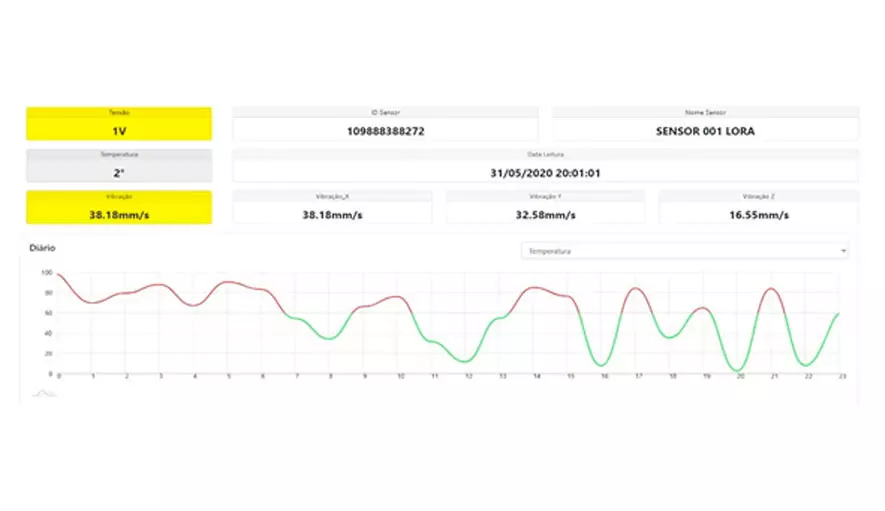 Tensão
1V
ID Sensor
109888388272
Nome Sensor
SENSOR 001 LORA
Temperatura
2°
Data Leitura
31/05/2020 20:01:01
Vibração
38.18mm/s
Vibração_X
38.18mm/s
Vibração Y
32.58mm/s
Vibração Z
16.55mm/s
Diário
Temperatura
100
80
60
40
20
0
0 1 2 3 4 5 6 7 8 9 10 11 12 13 14 15 16 17 18 19 20 21 22 23